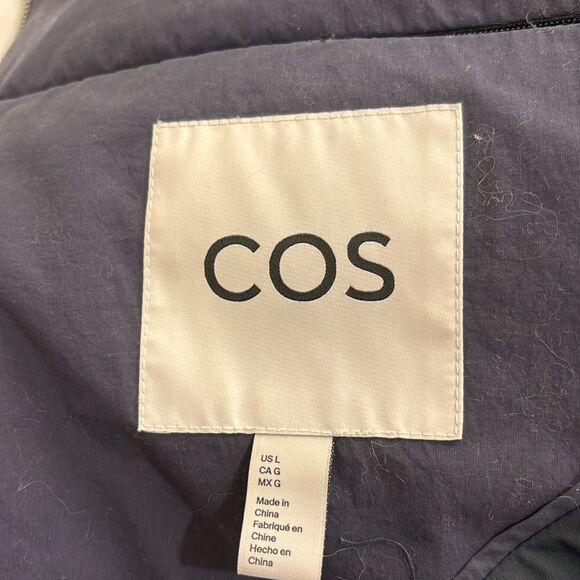 COS
US L
CA G
MX G
Made in
China
Fabriqué en
Chine
Hecho en
China